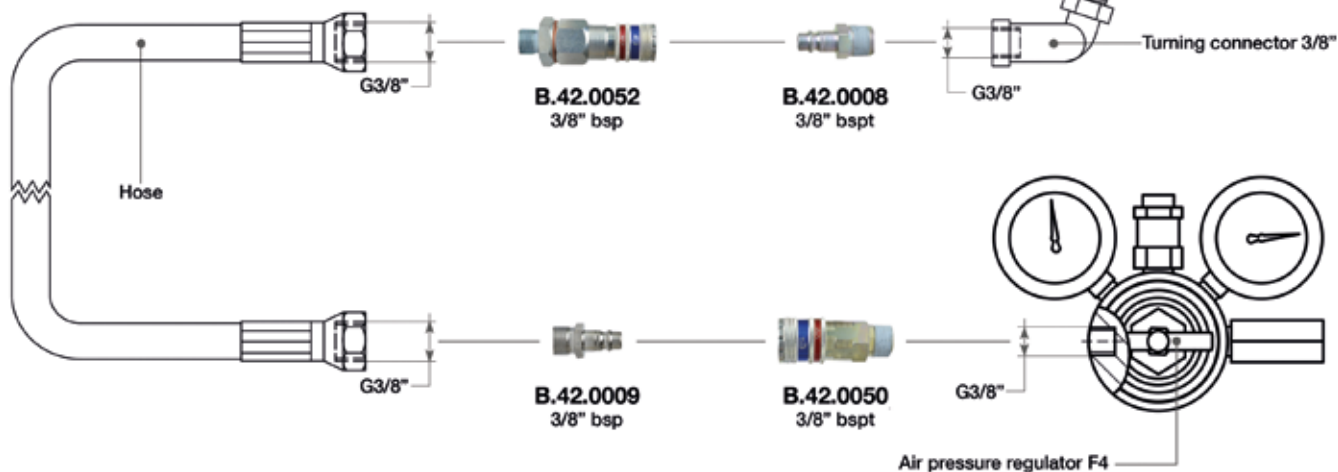 Turning connector 3/8"
G3/8"
B.42.0052
3/8" bsp
B.42.0008
3/8" bspt
G3/8"
Hose
G3/8"
B.42.0009
3/8" bsp
B.42.0050
3/8" bspt
G3/8"
Air pressure regulator F4